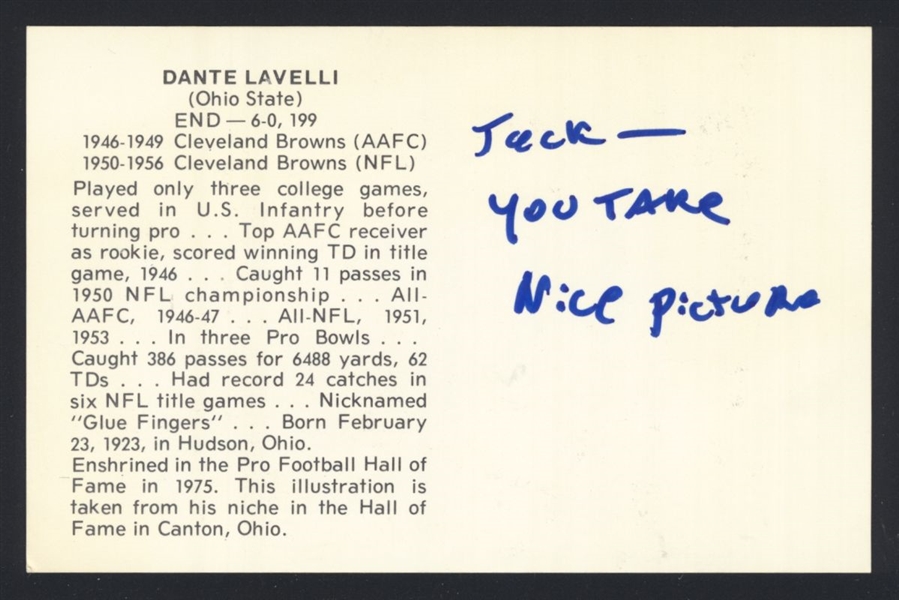 DANTE LAVELLI
(Ohio State)
END — 6-0, 199
1946-1949 Cleveland Browns (AAFC)
1950-1956 Cleveland Browns (NFL)
Played only three college games,
served in U.S. Infantry before
turning pro . . . Top AAFC receiver
as rookie, scored winning TD in title
game, 1946 . . . Caught 11 passes in
1950 NFL championship . . . All-
AAFC, 1946-47 . . . All-NFL, 1951,
1953 . . . In three Pro Bowls . . .
Caught 386 passes for 6488 yards, 62
TDs . . . Had record 24 catches in
six NFL title games . . . Nicknamed
"Glue Fingers" . . . Born February
23, 1923, in Hudson, Ohio.
Enshrined in the Pro Football Hall of
Fame in 1975. This illustration is
taken from his niche in the Hall of
Fame in Canton, Ohio.
Jack —
YOU TAKE
Nice picture